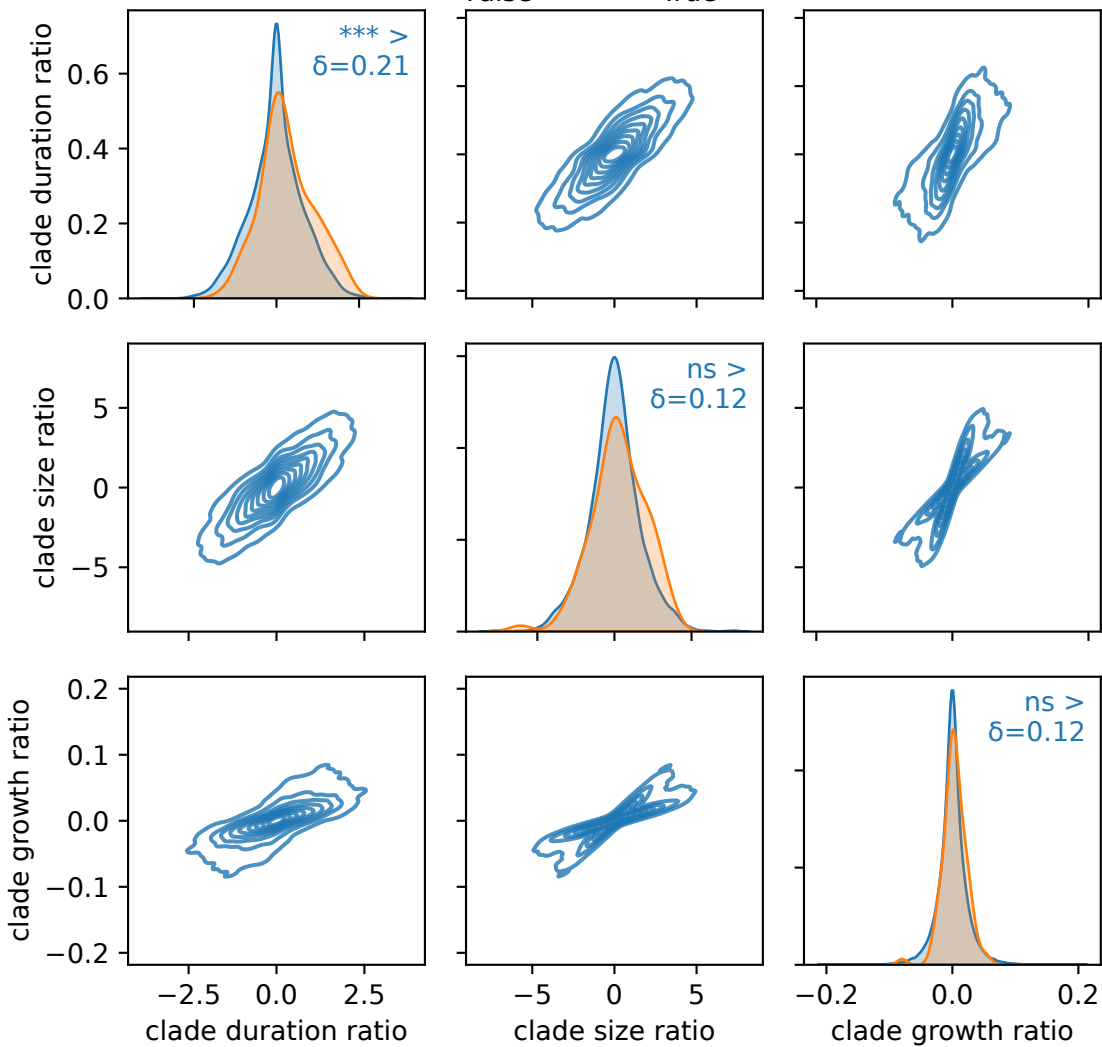 clade duration ratio
0.6
0.4
0.2
0.0
*** >
δ=0.21
clade size ratio
5
0
−5
ns >
δ=0.12
clade growth ratio
0.2
0.1
0.0
−0.1
−0.2
ns >
δ=0.12
−2.5 0.0 2.5
−5 0 5
−0.2 0.0 0.2
clade duration ratio
clade size ratio
clade growth ratio